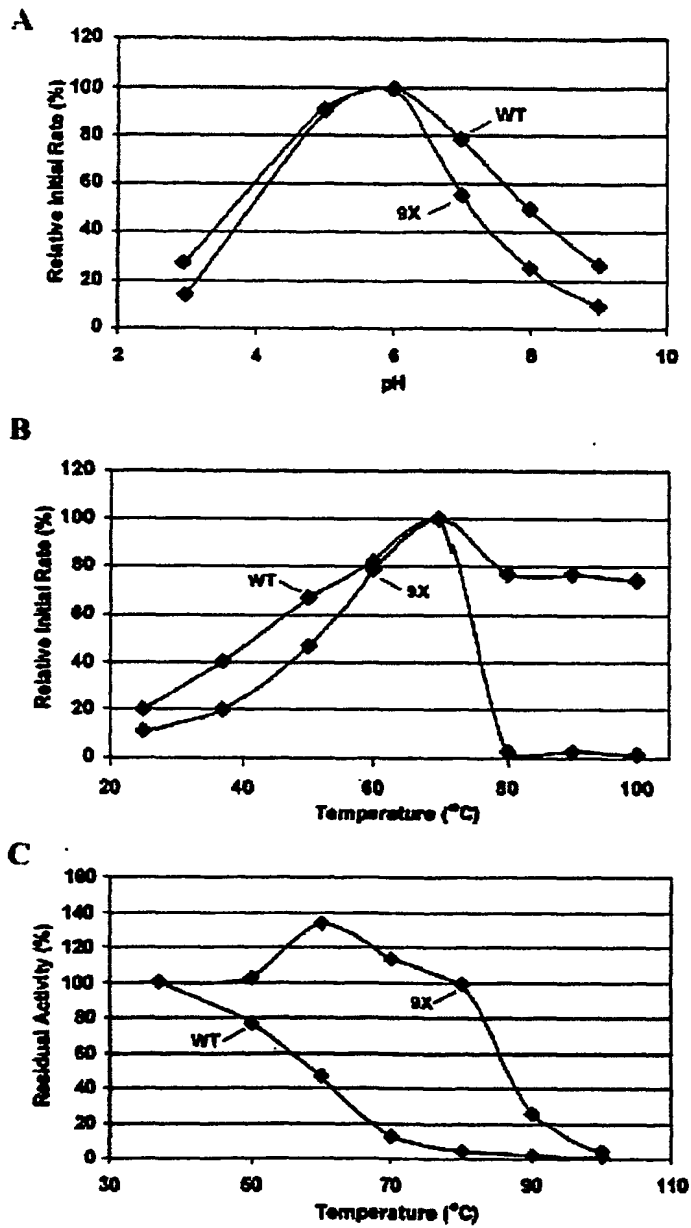 A
120
100
80
60
40
20
0
Relative Initial Rate (%)
WT
9X
2 4 6 8 10
pH
B
120
100
80
60
40
20
0
Relative Initial Rate (%)
WT
9X
20 40 60 80 100
Temperature (°C)
C
160
140
120
100
80
60
40
20
0
Residual Activity (%)
9X
WT
30 50 70 90 110
Temperature (°C)